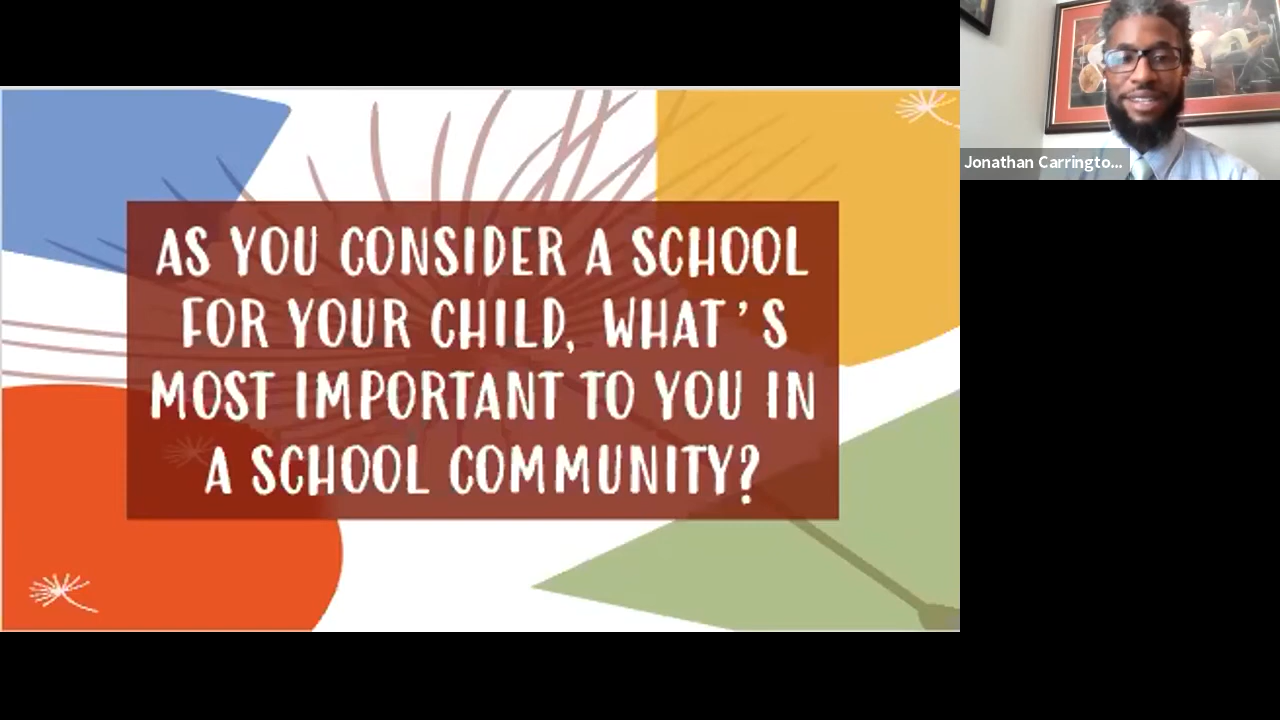 AS YOU CONSIDER A SCHOOL
FOR YOUR CHILD, WHAT'S
MOST IMPORTANT TO YOU IN
A SCHOOL COMMUNITY?
Jonathan Carringto...